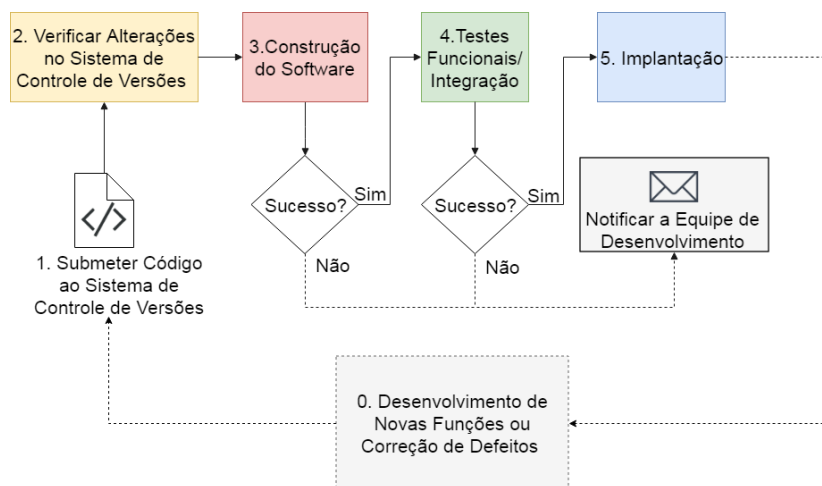 2. Verificar Alterações
no Sistema de
Controle de Versões
3.Construção
do Software
4.Testes
Funcionais/
Integração
5. Implantação
Sucesso?
Sim
Sucesso?
Sim
Não
Não
Notificar a Equipe de
Desenvolvimento
</>
1. Submeter Código
ao Sistema de
Controle de Versões
0. Desenvolvimento de
Novas Funções ou
Correção de Defeitos